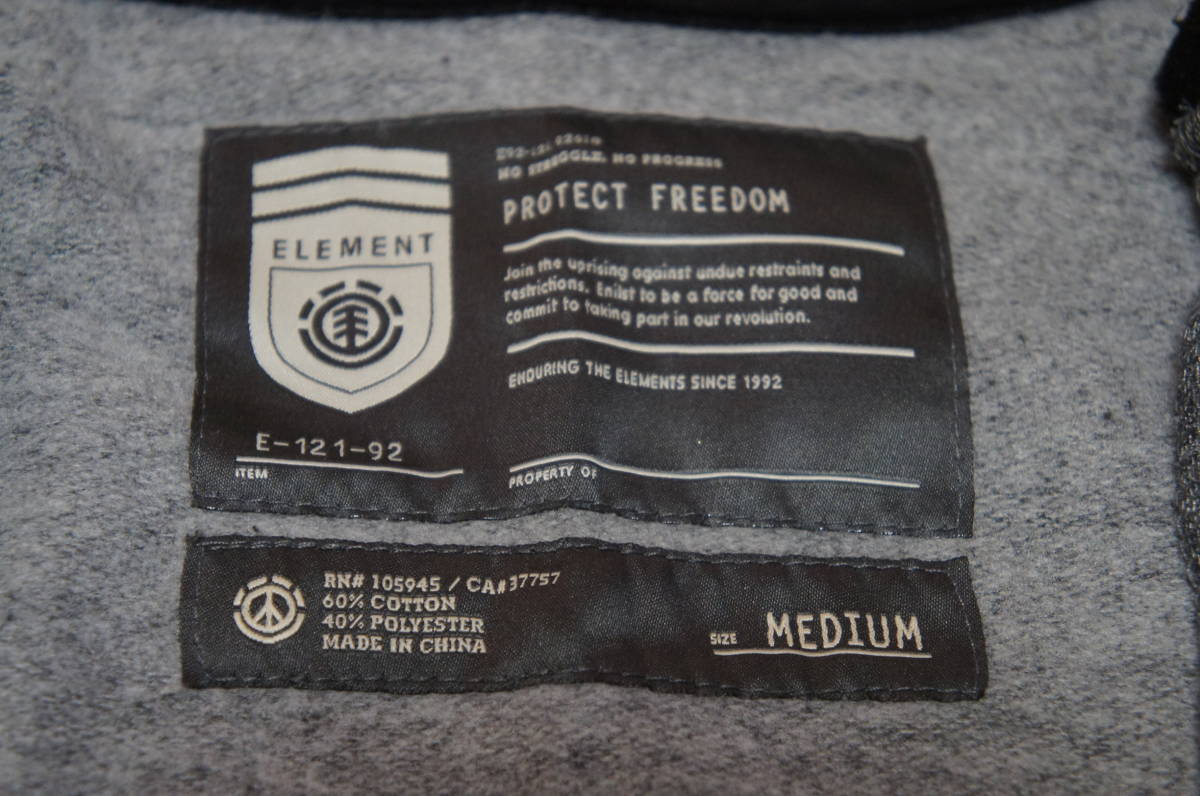 ELEMENT
E-121-92
ITEM
NO STRUGGLE, NO PROGRESS
PROTECT FREEDOM
Join the uprising against undue restraints and
restrictions. Enlist to be a force for good and
commit to taking part in our revolution.
ENDURING THE ELEMENTS SINCE 1992
PROPERTY OF
RN# 105945 / CA# 37757
60% COTTON
40% POLYESTER
MADE IN CHINA
SIZE MEDIUM